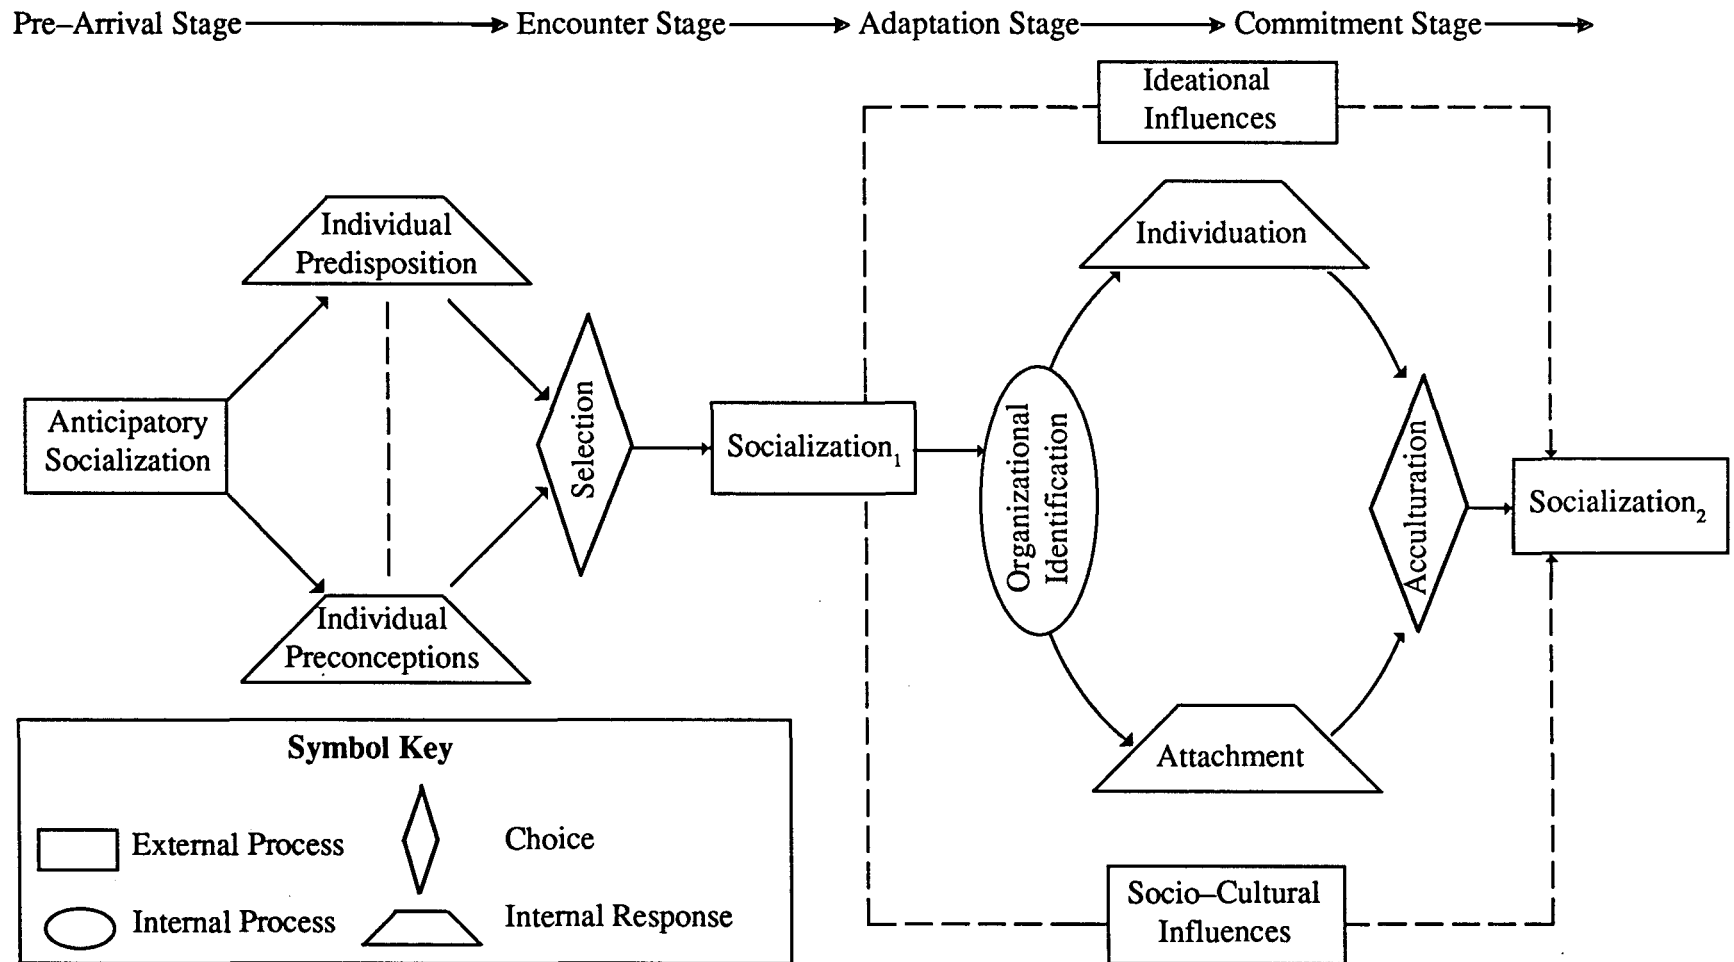 Pre–Arrival Stage
Encounter Stage
Adaptation Stage
Commitment Stage
Ideational
Influences
Individual
Predisposition
Individuation
Anticipatory
Socialization
Selection
Socialization1
Organizational
Identification
Acculturation
Socialization2
Individual
Preconceptions
Attachment
Socio–Cultural
Influences
Symbol Key
External Process
Choice
Internal Process
Internal Response